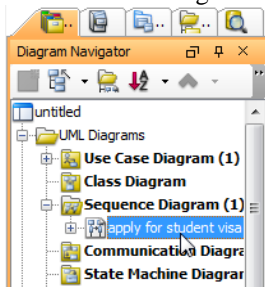 Diagram Navigator
untitled
UML Diagrams
Use Case Diagram (1)
Class Diagram
Sequence Diagram (1)
apply for student visa
Communication Diagra
State Machine Diagrar